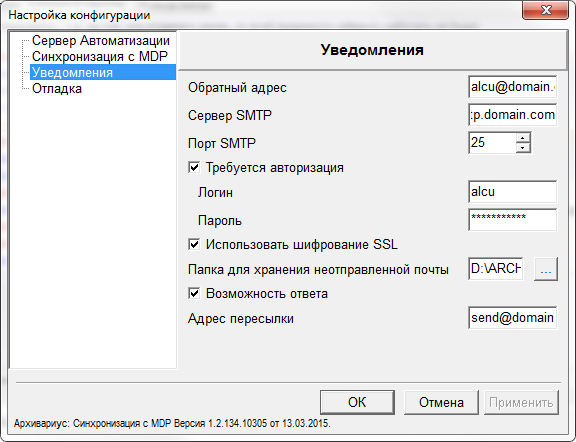 Настройка конфигурации
Сервер Автоматизации
Синхронизация с MDP
Уведомления
Отладка
Уведомления
Обратный адрес alcu@domain.
Сервер SMTP p.domain.com
Порт SMTP 25
Требуется авторизация
Логин alcu
Пароль ***********
Использовать шифрование SSL
Папка для хранения неотправленной почты D:\ARCH ...
Возможность ответа
Адрес пересылки send@domain
ОК Отмена Применить
Архивариус: Синхронизация с MDP Версия 1.2.134.10305 от 13.03.2015.